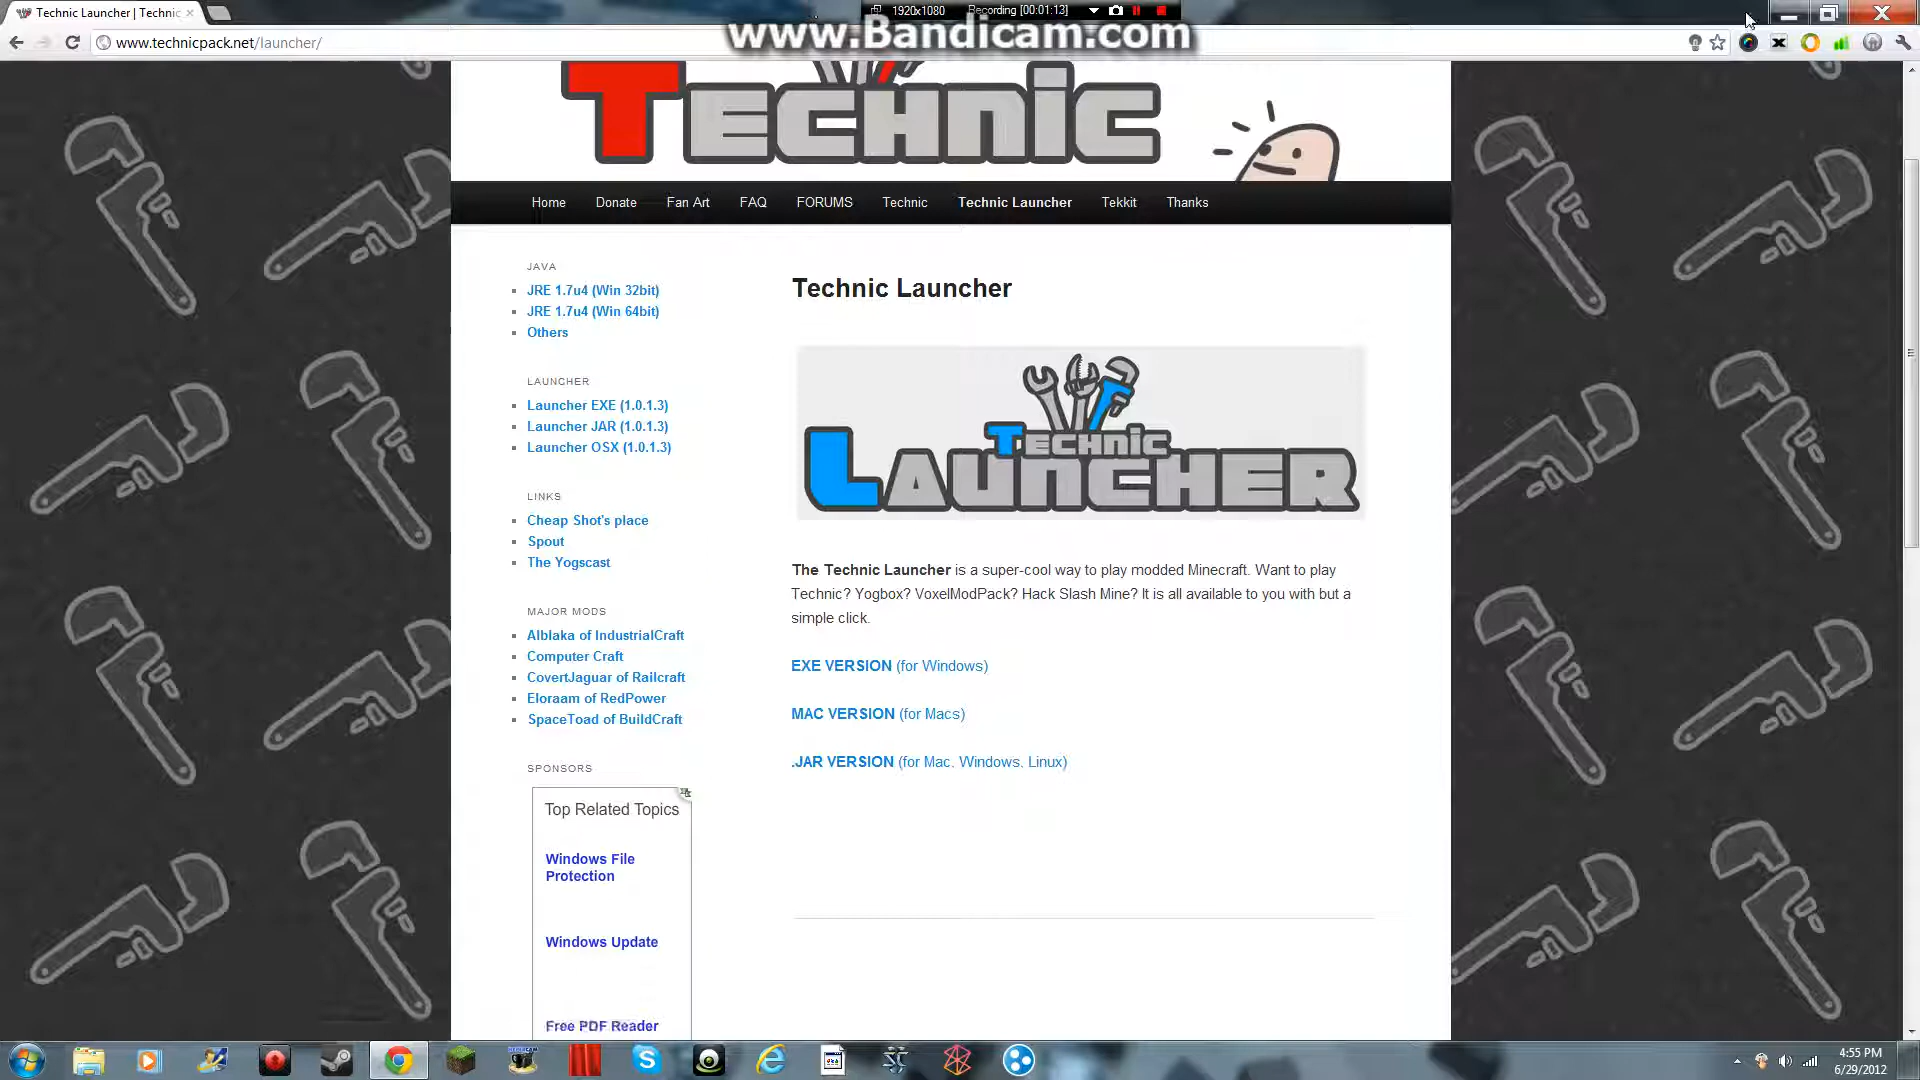 Technic Launcher | Technic
1920x1080
Recording [00:01:13]
www.Bandicam.com
www.technicpack.net/launcher/
TECHNIC
Home Donate Fan Art FAQ FORUMS Technic Technic Launcher Tekkit Thanks
JAVA
JRE 1.7u4 (Win 32bit)
JRE 1.7u4 (Win 64bit)
Others
LAUNCHER
Launcher EXE (1.0.1.3)
Launcher JAR (1.0.1.3)
Launcher OSX (1.0.1.3)
LINKS
Cheap Shot's place
Spout
The Yogscast
MAJOR MODS
Alblaka of IndustrialCraft
Computer Craft
CovertJaguar of Railcraft
Eloraam of RedPower
SpaceToad of BuildCraft
SPONSORS
Top Related Topics
Windows File
Protection
Windows Update
Free PDF Reader
Technic Launcher
TECHNIC
LAUNCHER
The Technic Launcher is a super-cool way to play modded Minecraft. Want to play
Technic? Yogbox? VoxelModPack? Hack Slash Mine? It is all available to you with but a
simple click.
EXE VERSION (for Windows)
MAC VERSION (for Macs)
.JAR VERSION (for Mac, Windows, Linux)
4:55 PM
6/29/2012